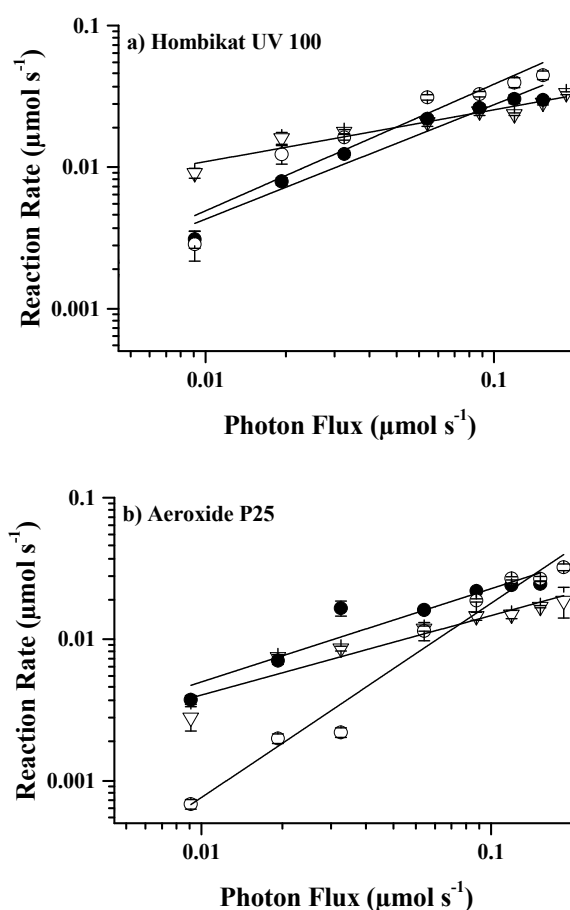 a) Hombikat UV 100
0.1
0.01
0.001
Reaction Rate (µmol s⁻¹)
0.01
0.1
Photon Flux (µmol s⁻¹)
b) Aeroxide P25
0.1
0.01
0.001
Reaction Rate (µmol s⁻¹)
0.01
0.1
Photon Flux (µmol s⁻¹)